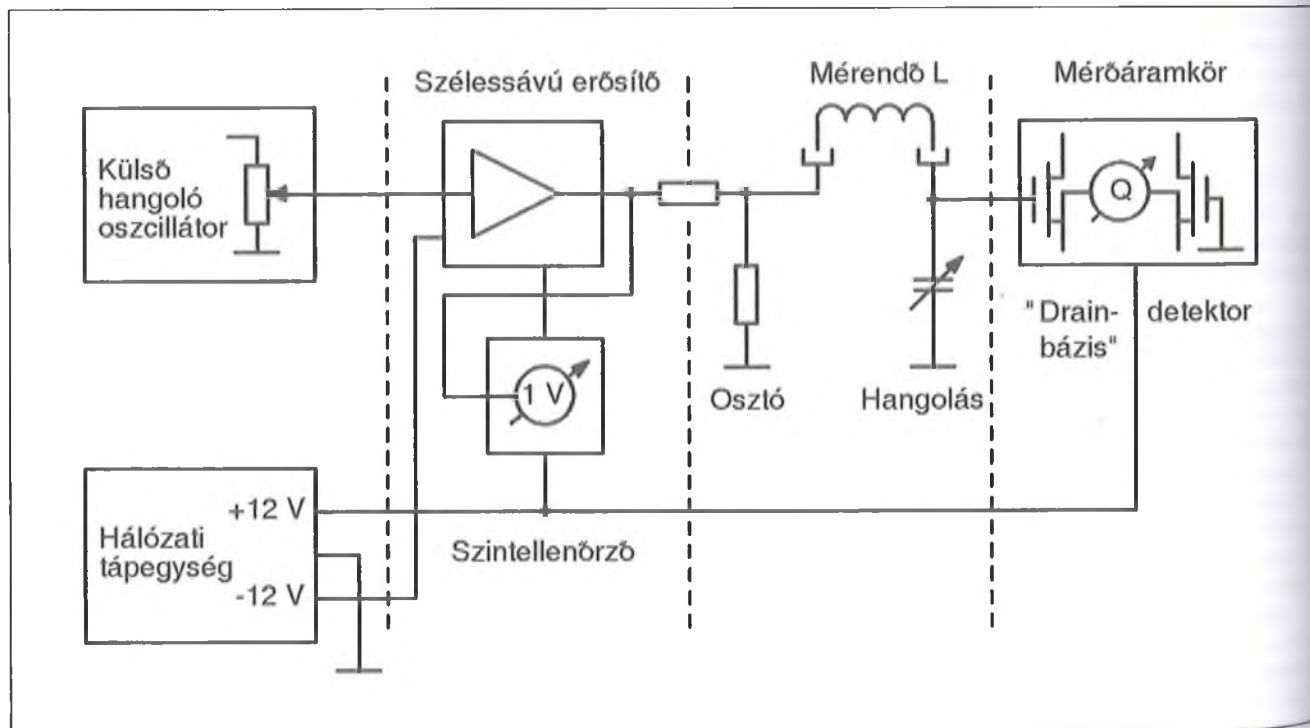 Külső
hangoló
oszcillátor
Szélessávú erősítő
1 V
Mérendő L
Mérőáramkör
Q
"Drain-
bázis"
detektor
Osztó
Hangolás
Szintellenőrző
Hálózati
tápegység
+12 V
-12 V